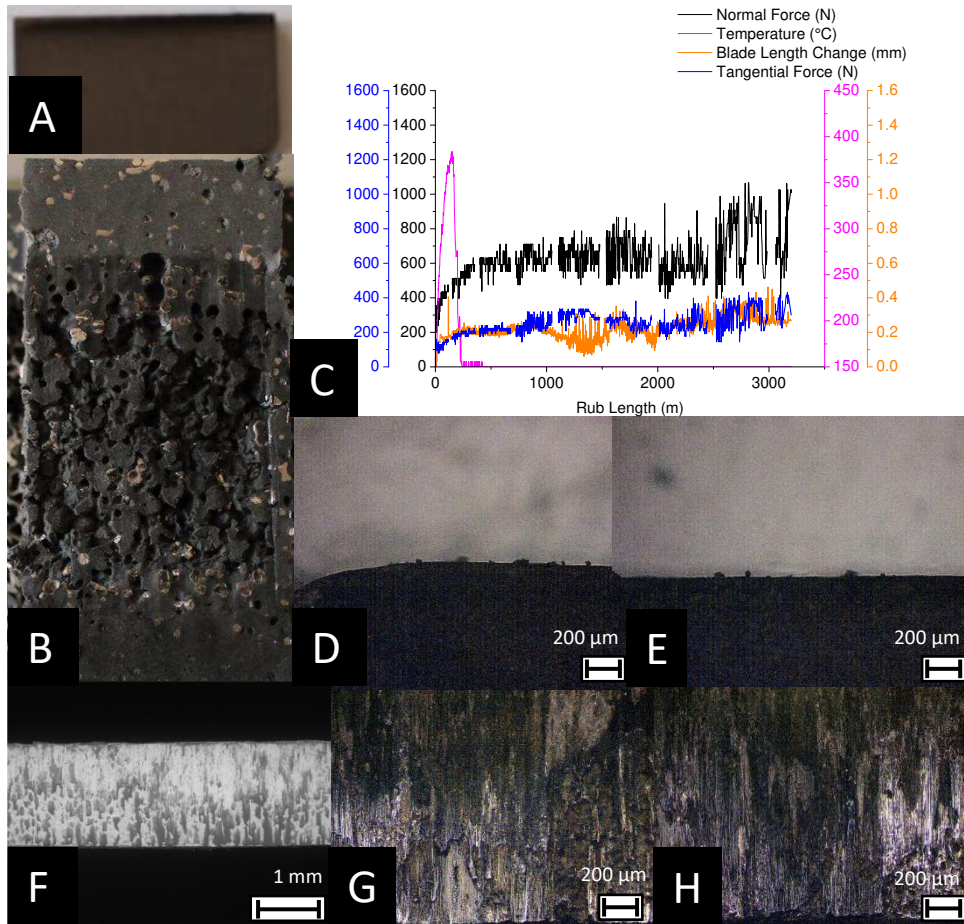 A
Normal Force (N)
Temperature (°C)
Blade Length Change (mm)
Tangential Force (N)
1600 1600 450 1.6
1400 1400 400 1.4
1200 1200 1.2
1000 1000 350 1.0
800 800 300 0.8
600 600 250 0.6
400 400 0.4
200 200 200 0.2
0 0 150 0.0
0 1000 2000 3000
Rub Length (m)
C
B
D
200 µm
E
200 µm
F
1 mm
G
200 µm
H
200 µm